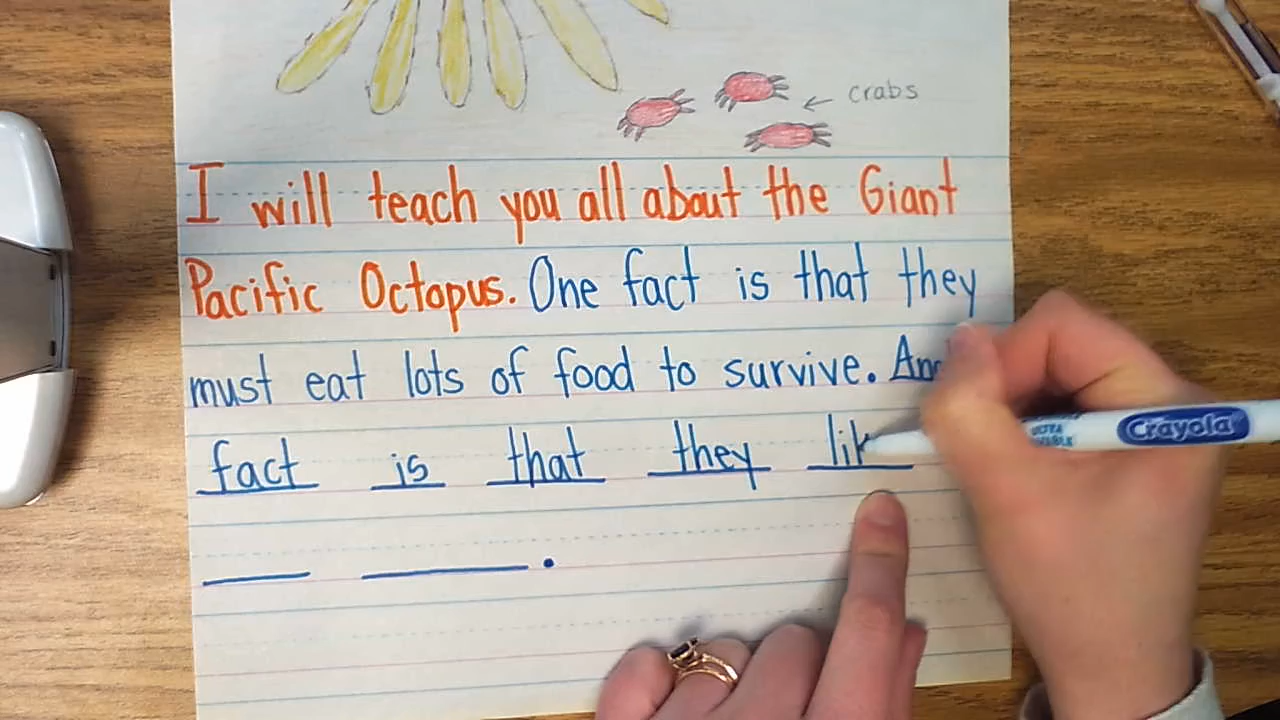 crabs
I will teach you all about the Giant
Pacific Octopus. One fact is that they
must eat lots of food to survive.
fact is that they
Crayola